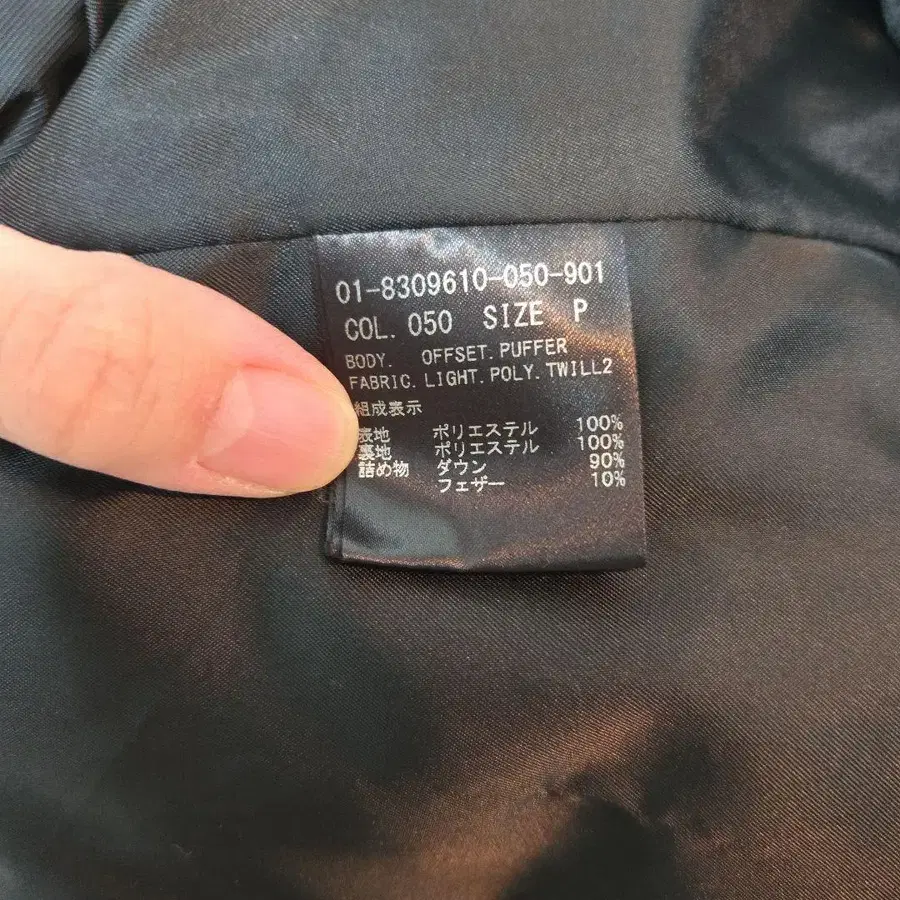 01-8309610-050-901
COL. 050 SIZE P
BODY. OFFSET. PUFFER
FABRIC. LIGHT. POLY. TWILL2
組成表示
表地 ポリエステル 100%
裏地 ポリエステル 100%
詰め物 ダウン 90%
フェザー 10%